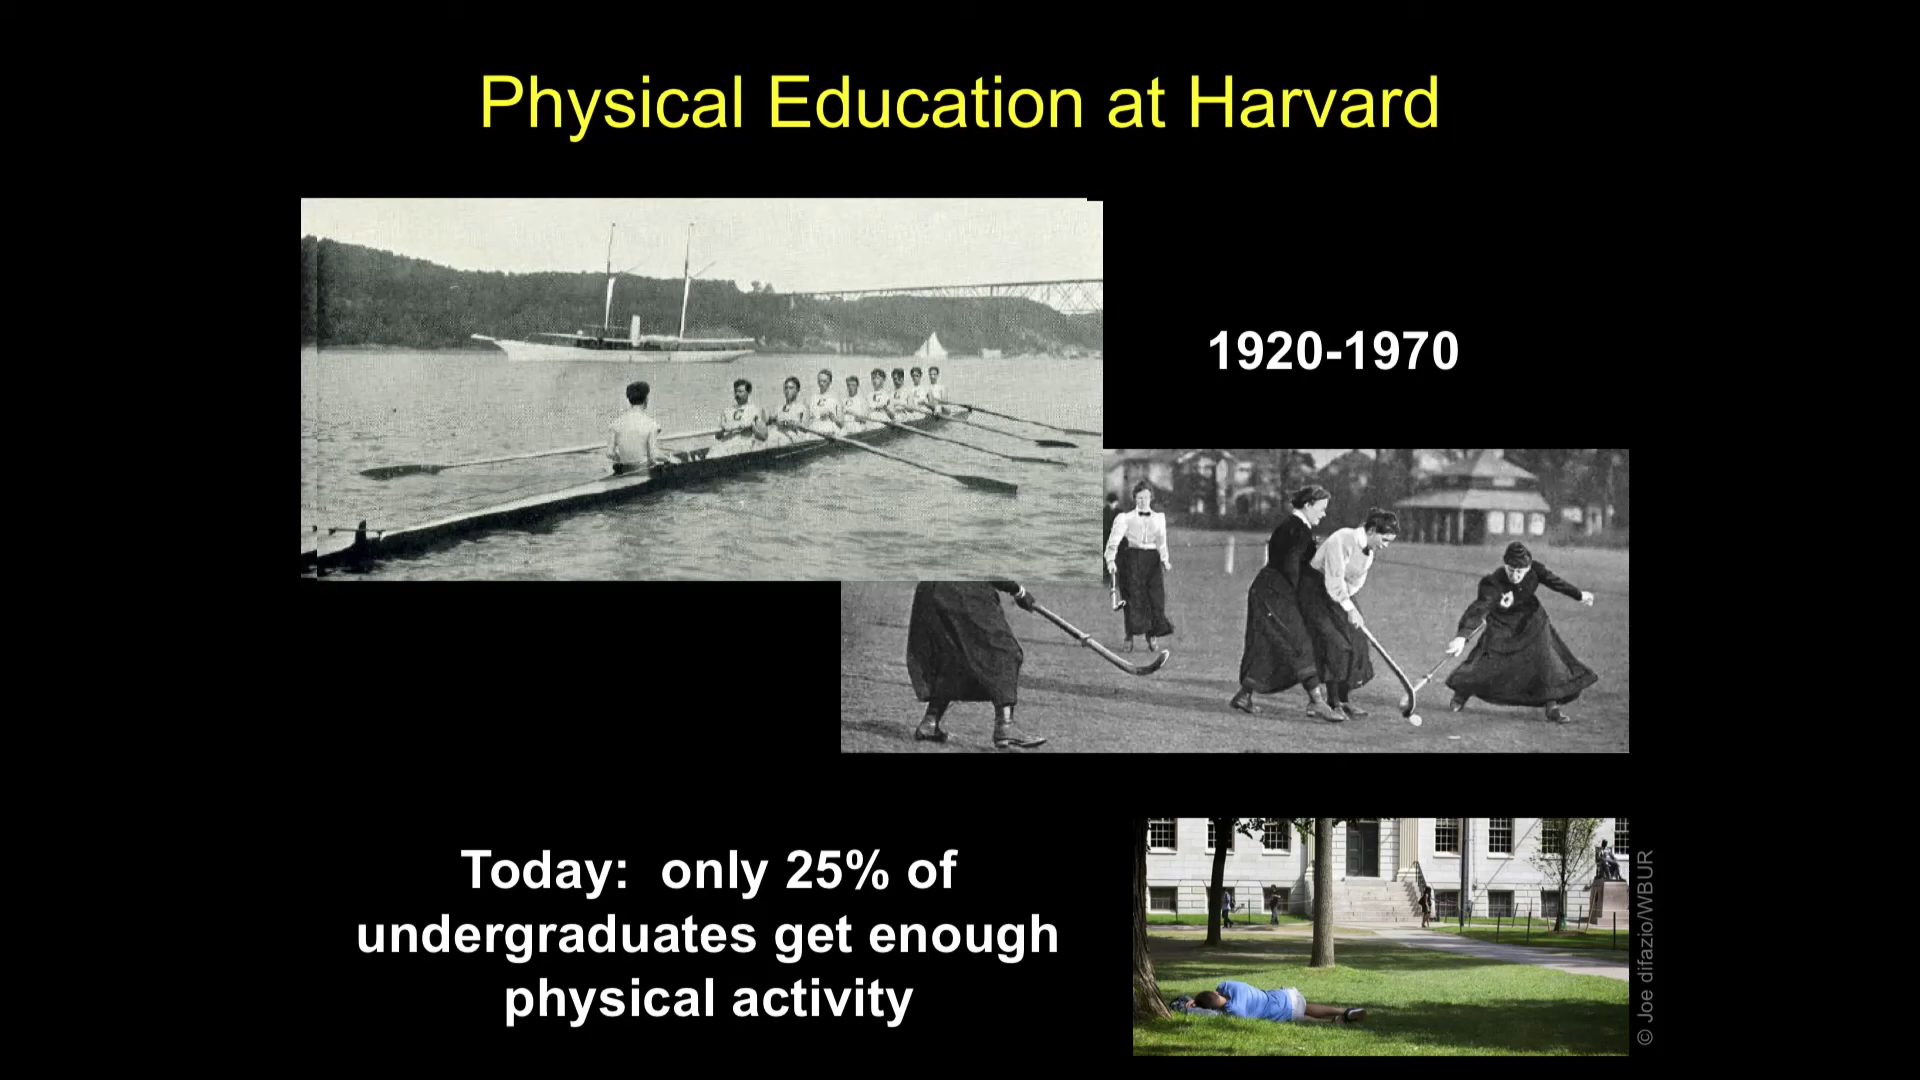 Physical Education at Harvard
1920-1970
Today: only 25% of
undergraduates get enough
physical activity
© Joe difazio/WBUR